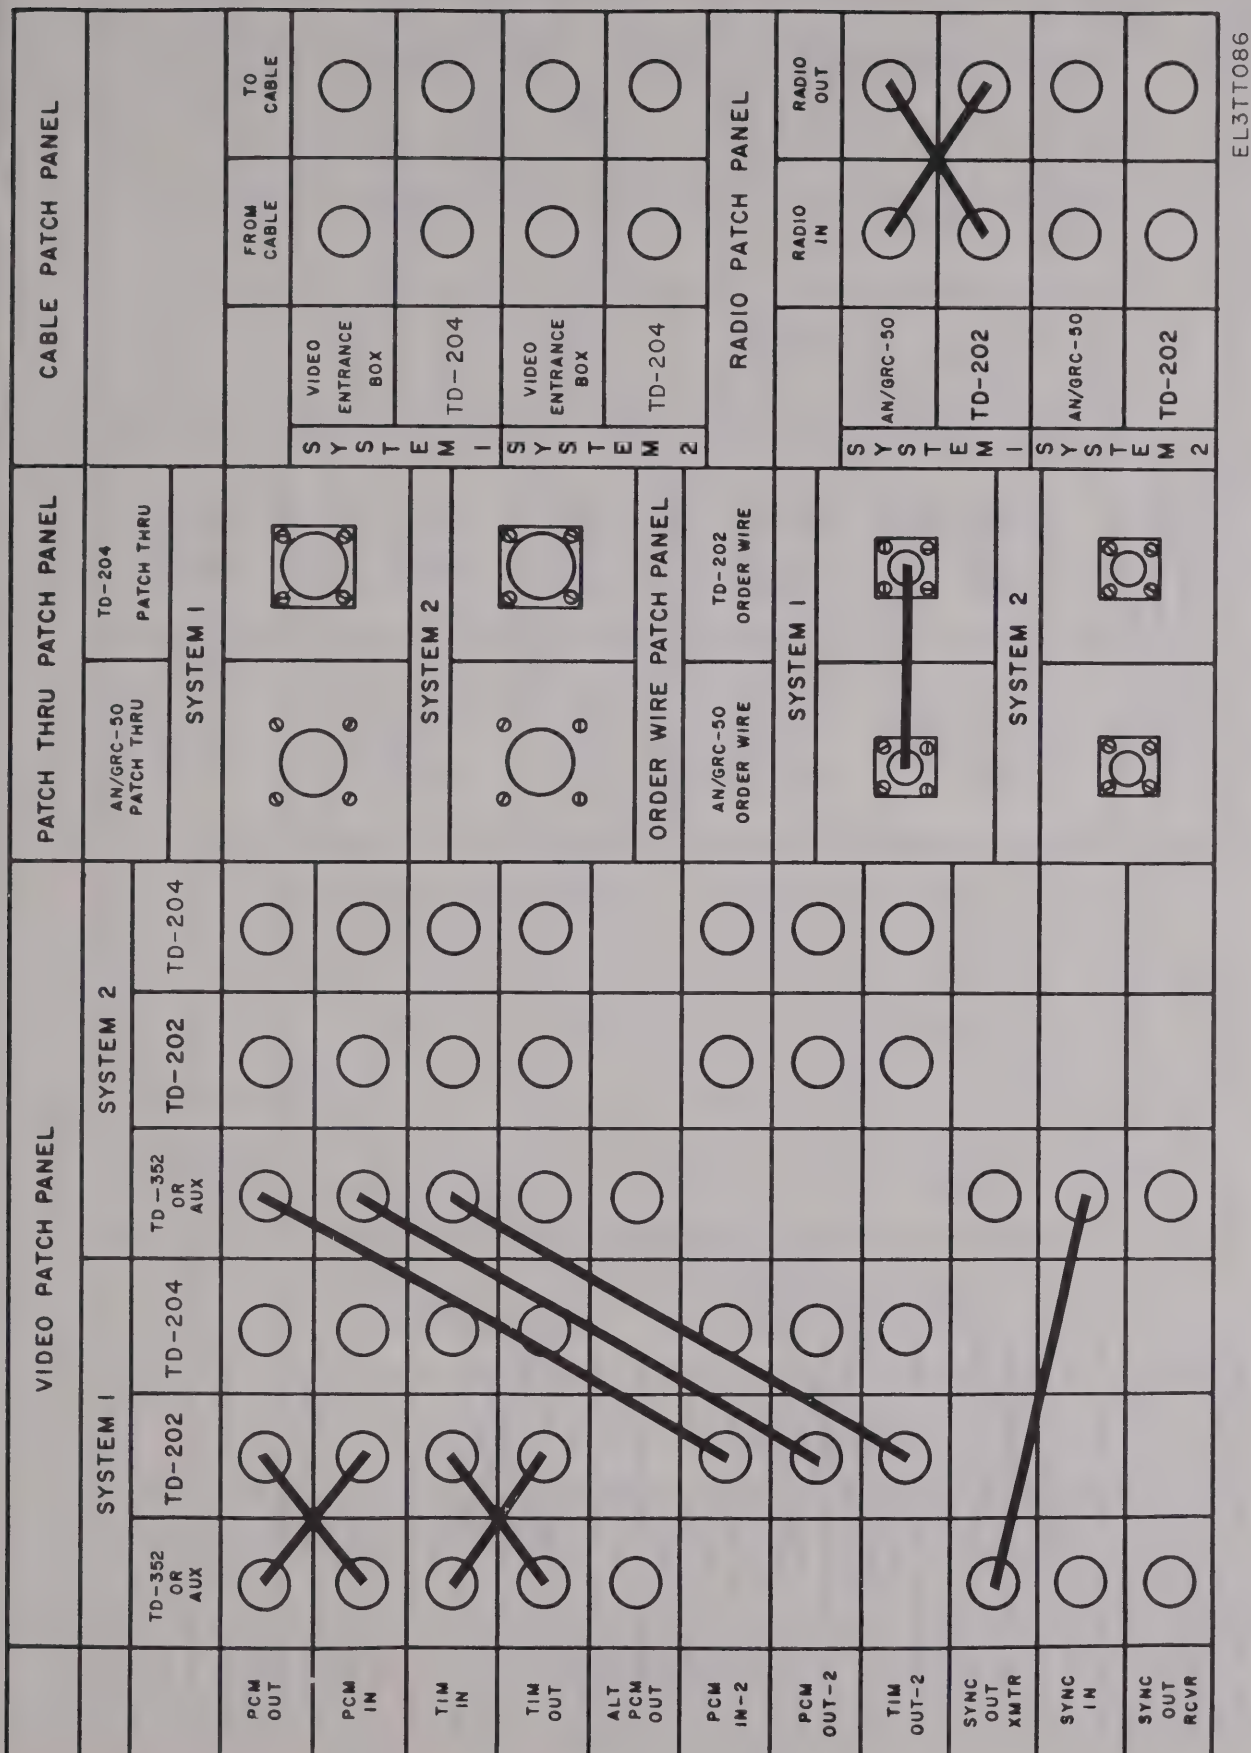 VIDEO PATCH PANEL
SYSTEM 1
SYSTEM 2
TD-352
OR
AUX
TD-202
TD-204
TD-352
OR
AUX
TD-202
TD-204
PCM
OUT
PCM
IN
TIM
IN
TIM
OUT
ALT
PCM
OUT
PCM
IN-2
PCM
OUT-2
TIM
OUT-2
SYNC
OUT
XMTR
SYNC
IN
SYNC
OUT
RCVR
PATCH THRU PATCH PANEL
AN/GRC-50
PATCH THRU
TD-204
PATCH THRU
SYSTEM 1
SYSTEM 2
ORDER WIRE PATCH PANEL
AN/GRC-50
ORDER WIRE
TD-202
ORDER WIRE
SYSTEM 1
SYSTEM 2
CABLE PATCH PANEL
FROM
CABLE
TO
CABLE
SYSTEM 1
VIDEO
ENTRANCE
BOX
TD-204
SYSTEM 2
VIDEO
ENTRANCE
BOX
TD-204
RADIO PATCH PANEL
RADIO
IN
RADIO
OUT
SYSTEM 1
AN/GRC-50
TD-202
SYSTEM 2
AN/GRC-50
TD-202
EL3TT086